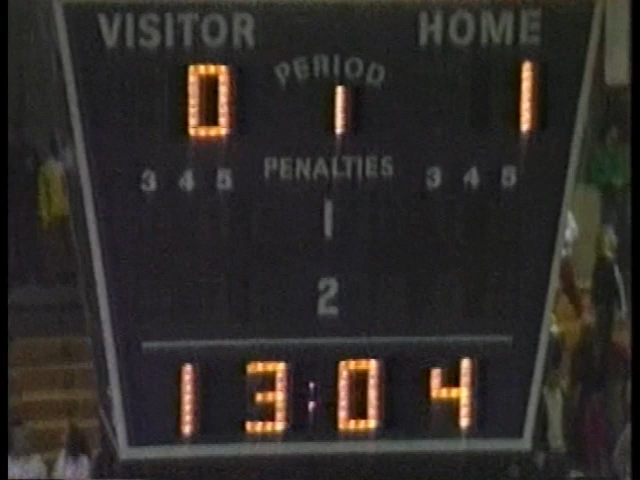 VISITOR HOME
PERIOD
0 1 1
PENALTIES
3 4 5 3 4 5
1
2
13:04